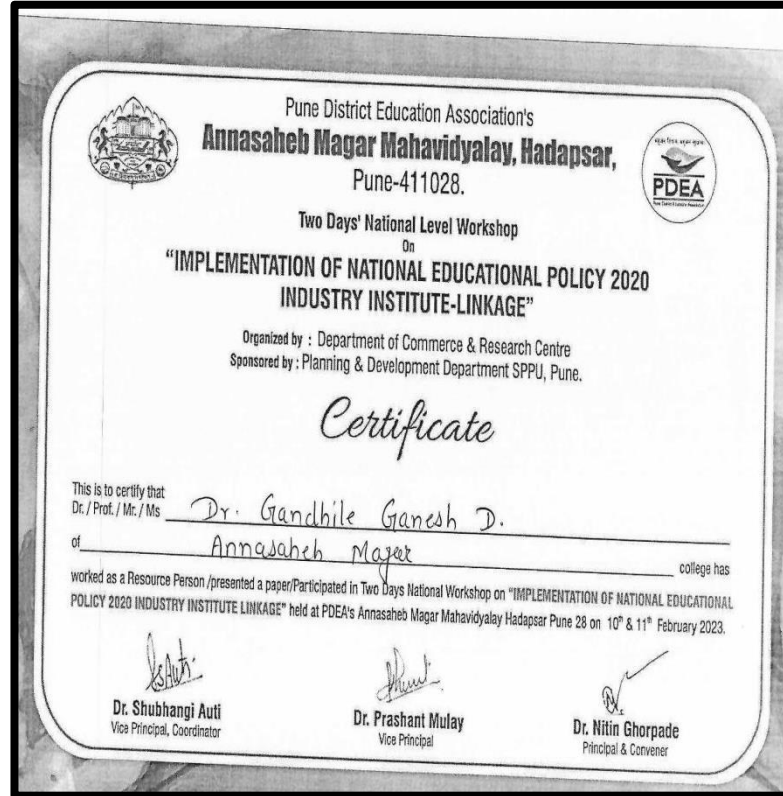 Pune District Education Association's
Annasaheb Magar Mahavidyalay, Hadapsar,
Pune-411028.
PDEA
Two Days' National Level Workshop
On
"IMPLEMENTATION OF NATIONAL EDUCATIONAL POLICY 2020
INDUSTRY INSTITUTE-LINKAGE"
Organized by : Department of Commerce & Research Centre
Sponsored by : Planning & Development Department SPPU, Pune.
Certificate
This is to certify that
Dr. / Prof. / Mr. / Ms Dr. Gandhile Ganesh D.
of Annasaheb Magar college has
worked as a Resource Person /presented a paper/Participated in Two Days National Workshop on "IMPLEMENTATION OF NATIONAL EDUCATIONAL
POLICY 2020 INDUSTRY INSTITUTE LINKAGE" held at PDEA's Annasaheb Magar Mahavidyalay Hadapsar Pune 28 on 10th & 11th February 2023.
Dr. Shubhangi Auti
Vice Principal, Coordinator
Dr. Prashant Mulay
Vice Principal
Dr. Nitin Ghorpade
Principal & Convener